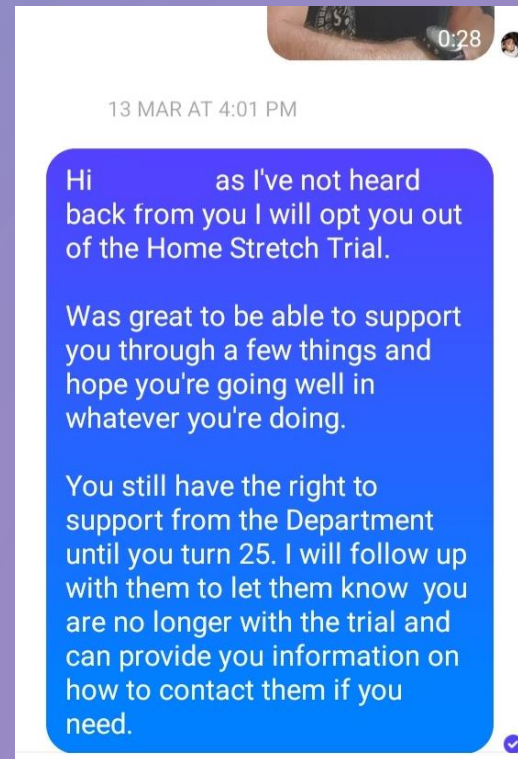 0:28
13 MAR AT 4:01 PM
Hi as I've not heard
back from you I will opt you out
of the Home Stretch Trial.
Was great to be able to support
you through a few things and
hope you're going well in
whatever you're doing.
You still have the right to
support from the Department
until you turn 25. I will follow up
with them to let them know you
are no longer with the trial and
can provide you information on
how to contact them if you
need.